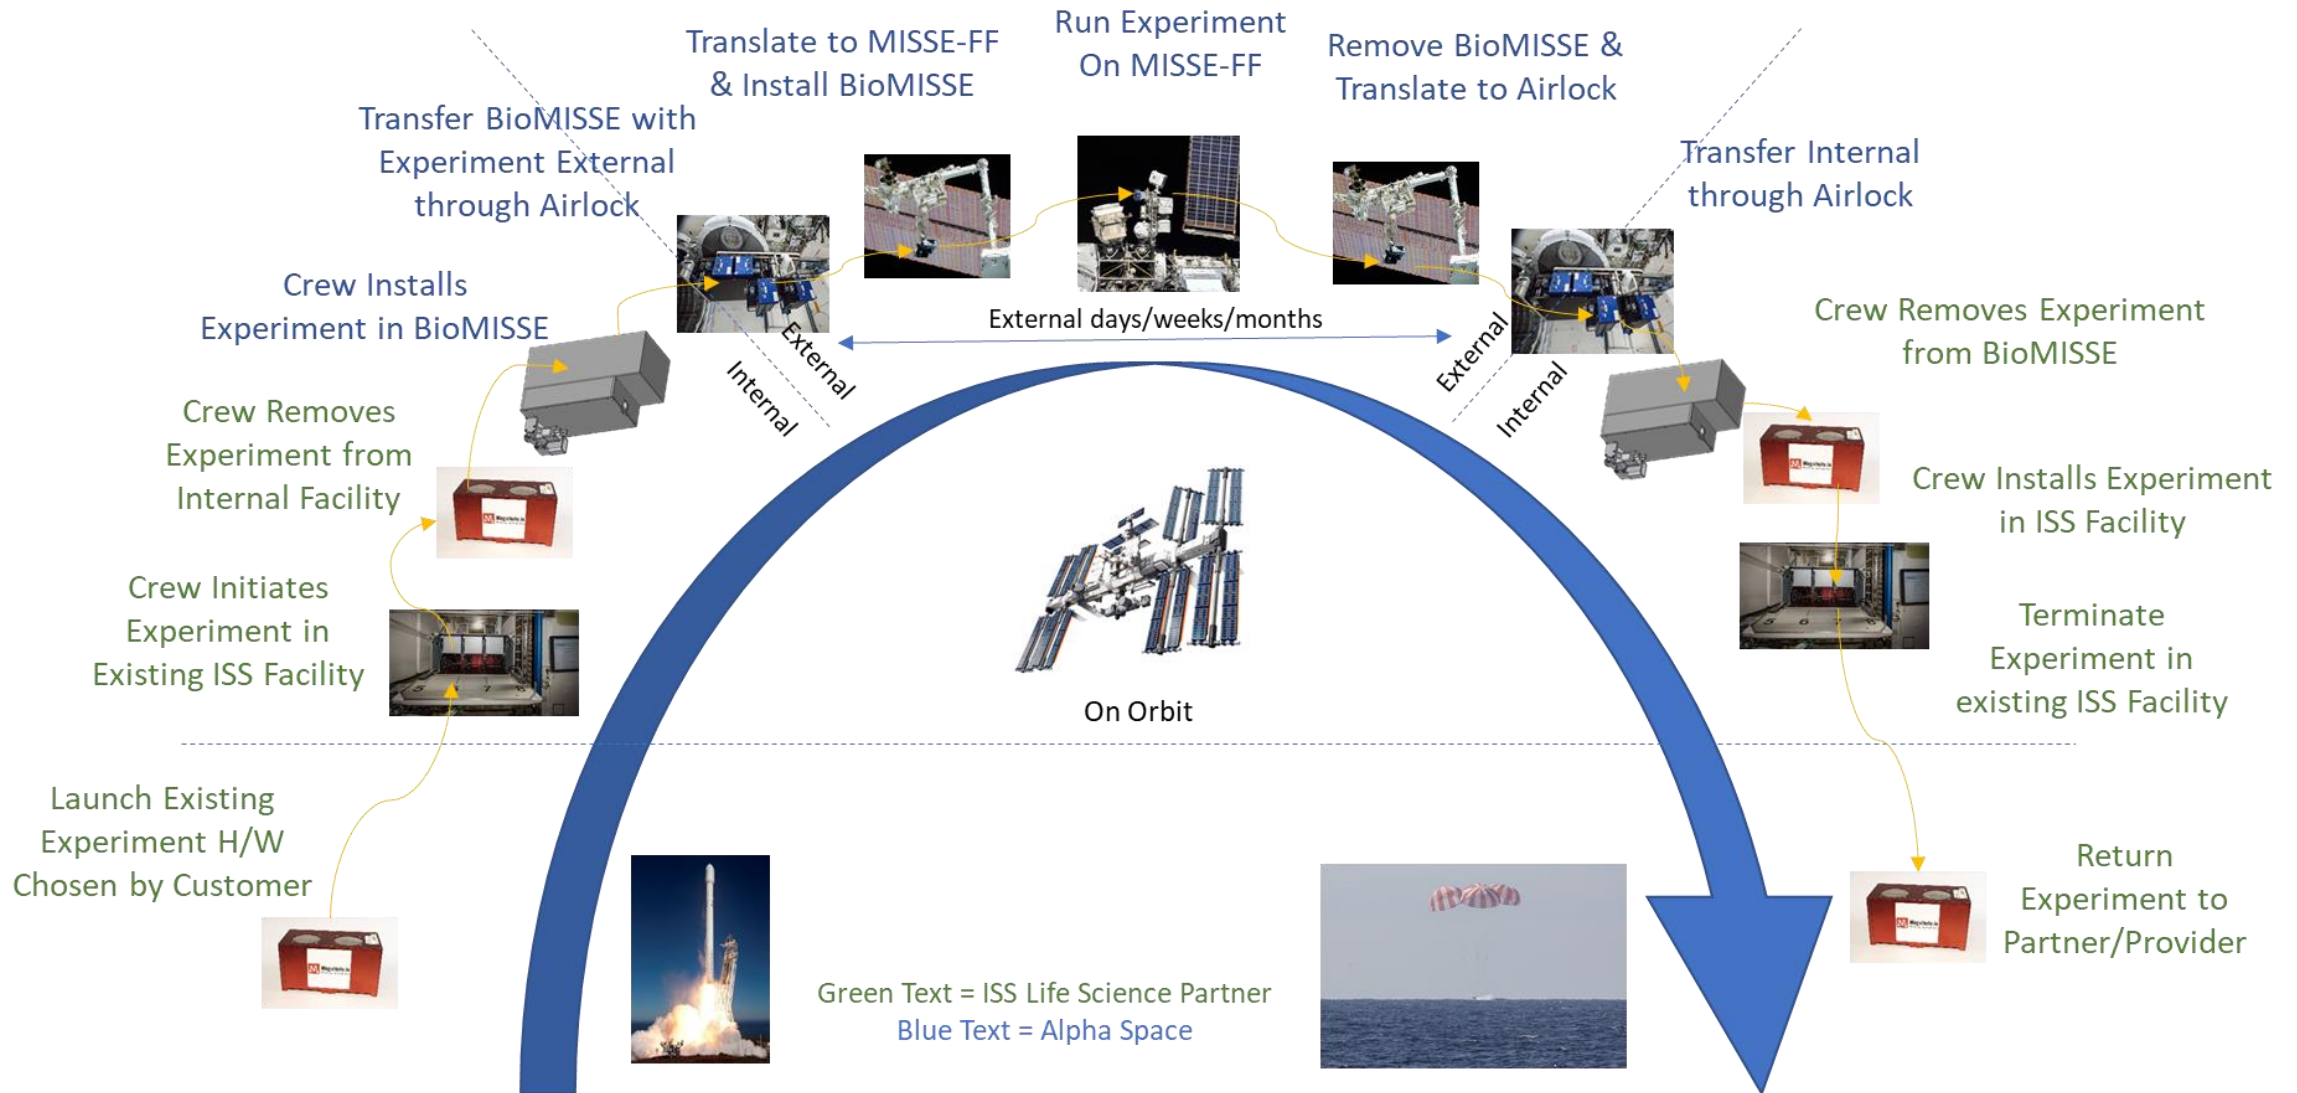 Run Experiment
On MISSE-FF
Translate to MISSE-FF
& Install BioMISSE
Remove BioMISSE &
Translate to Airlock
Transfer BioMISSE with
Experiment External
through Airlock
Transfer Internal
through Airlock
Crew Installs
Experiment in BioMISSE
External days/weeks/months
External
Internal
External
Internal
Crew Removes Experiment
from BioMISSE
Crew Removes
Experiment from
Internal Facility
Crew Installs Experiment
in ISS Facility
Crew Initiates
Experiment in
Existing ISS Facility
Terminate
Experiment in
existing ISS Facility
On Orbit
Launch Existing
Experiment H/W
Chosen by Customer
Return
Experiment to
Partner/Provider
Green Text = ISS Life Science Partner
Blue Text = Alpha Space